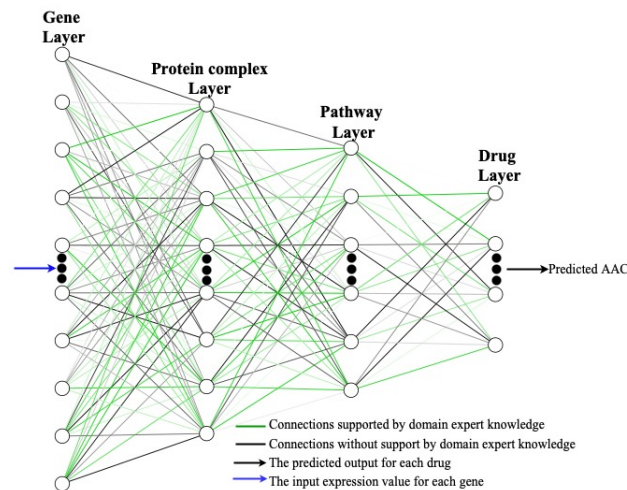 Gene
Layer
Protein complex
Layer
Pathway
Layer
Drug
Layer
Predicted AAC
Connections supported by domain expert knowledge
Connections without support by domain expert knowledge
The predicted output for each drug
The input expression value for each gene